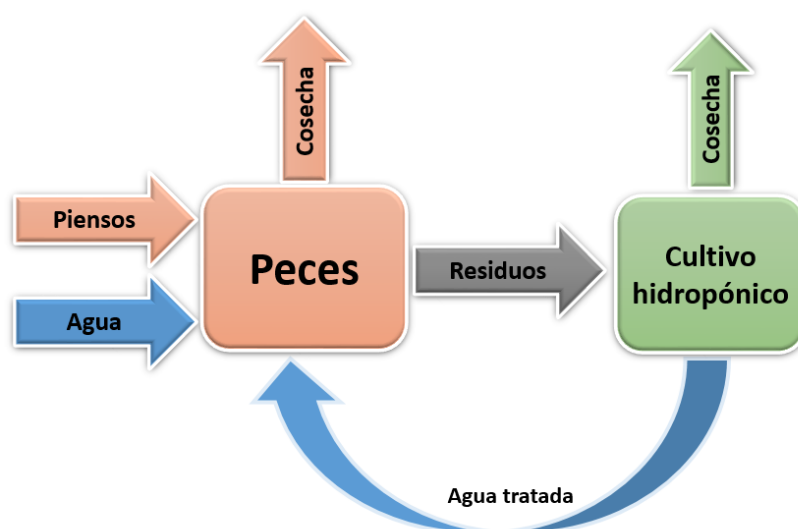 Cosecha
Cosecha
Piensos
Agua
Peces
Residuos
Cultivo
hidropónico
Agua tratada